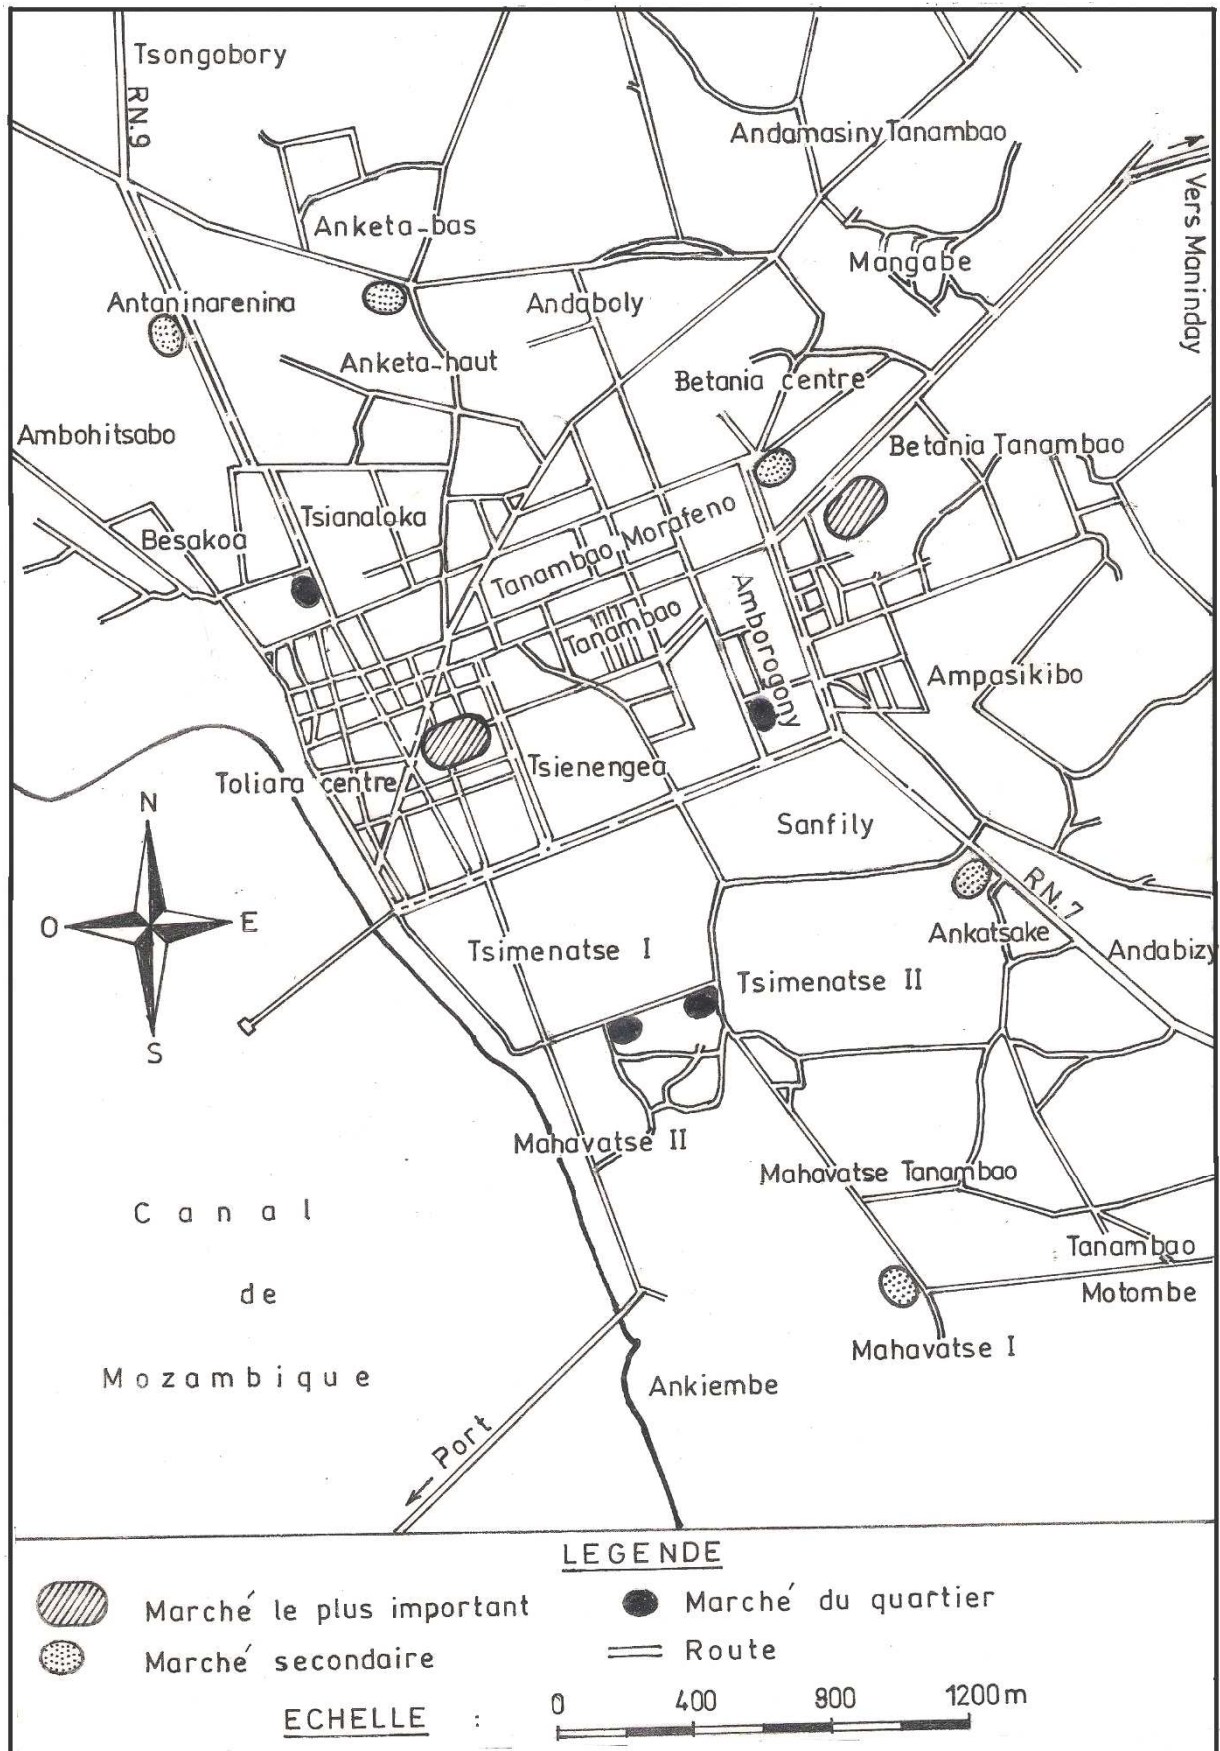 Tsongobory
RN.9
Andamasiny Tanambao
Vers Maninday
Anketa-bas
Mangabe
Antaninarenina
Andaboly
Anketa-haut
Betania centre
Ambohitsabo
Betania Tanambao
Tsianaloka
Tanambao Morafeno
Besakoa
Tanambao
Amborogony
Ampasikibo
Toliara centre
Tsienengea
Sanfily
N
O
E
S
RN.7
Ankatsake
Andabizy
Tsimenatse I
Tsimenatse II
Mahavatse II
Mahavatse Tanambao
Canal
de
Mozambique
Tanambao
Motombe
Mahavatse I
Ankiembe
Port
LEGENDE
Marché le plus important
Marché du quartier
Marché secondaire
Route
ECHELLE :
0 400 800 1200m